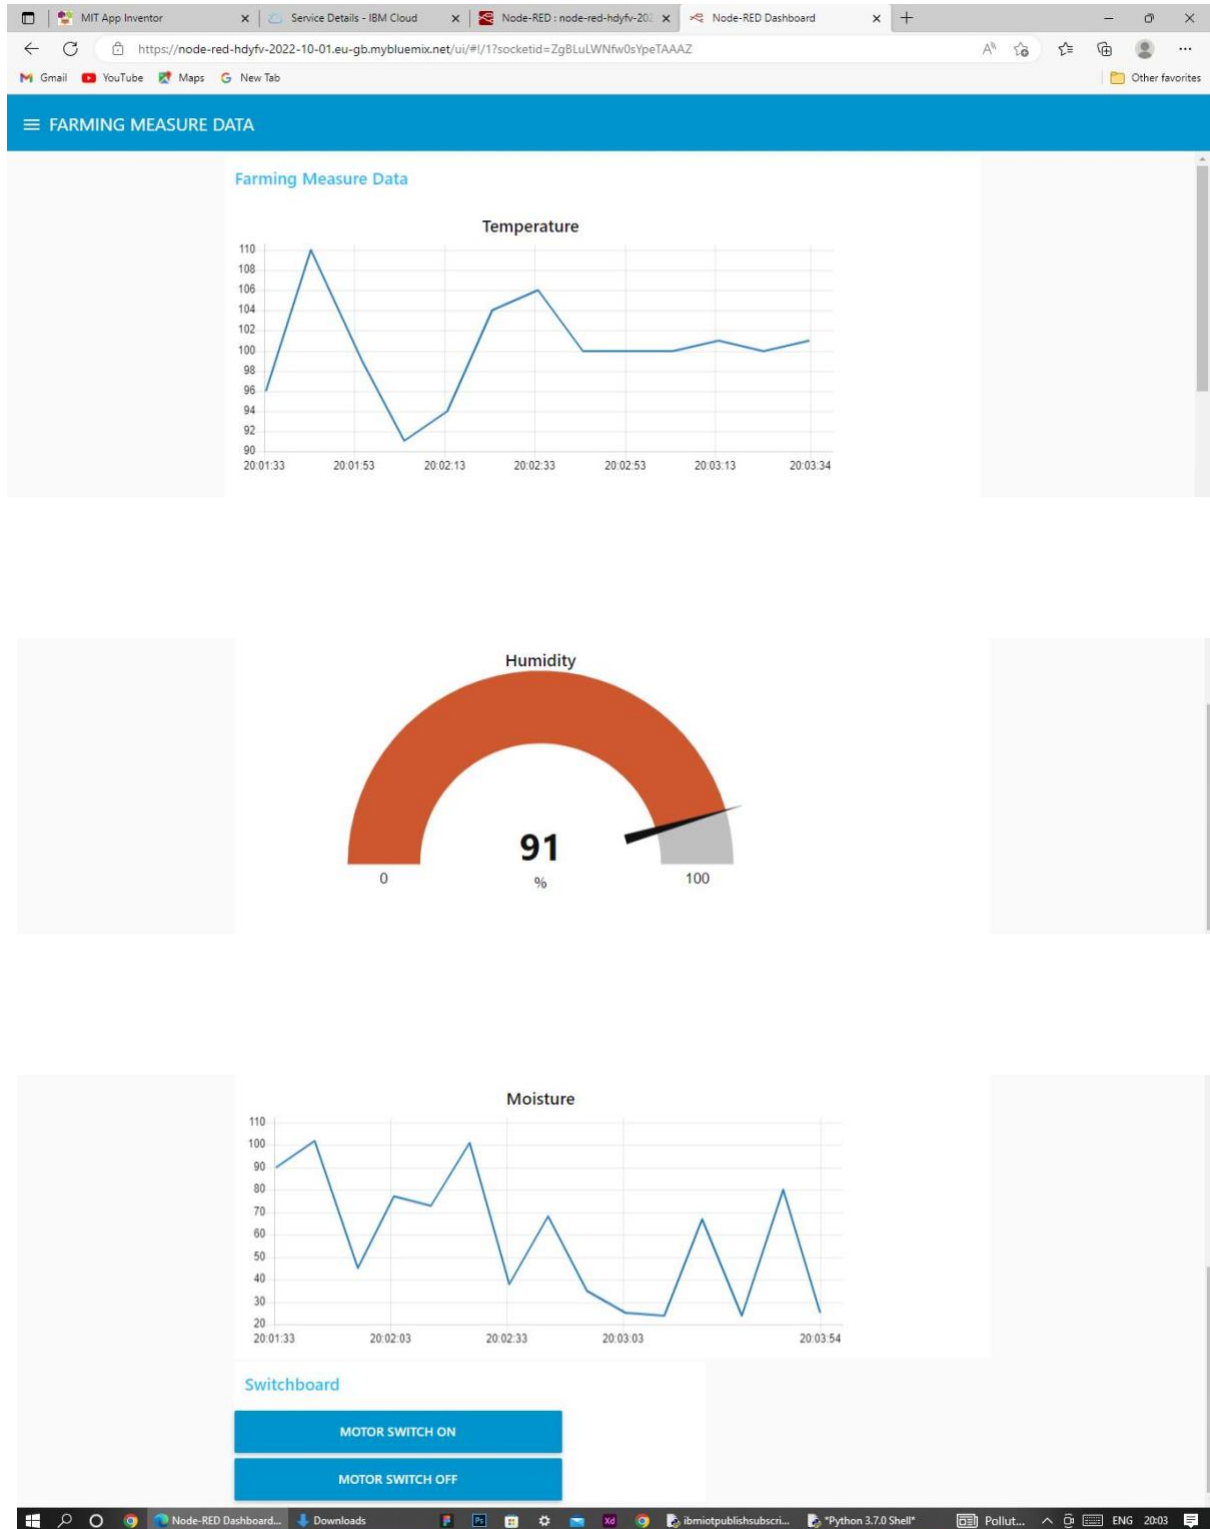 MIT App Inventor
Service Details - IBM Cloud
Node-RED : node-red-hdyfv-202
Node-RED Dashboard
https://node-red-hdyfv-2022-10-01.eu-gb.mybluemix.net/ui/#!/1?socketid=ZgBLuLWNfw0sYpeTAAAZ
Gmail YouTube Maps New Tab Other favorites
FARMING MEASURE DATA
Farming Measure Data
Temperature
110
108
106
104
102
100
98
96
94
92
90
20:01:33 20:01:53 20:02:13 20:02:33 20:02:53 20:03:13 20:03:34
Humidity
91
0 % 100
Moisture
110
100
90
80
70
60
50
40
30
20
20:01:33 20:02:03 20:02:33 20:03:03 20:03:54
Switchboard
MOTOR SWITCH ON
MOTOR SWITCH OFF
Node-RED Dashboard... Downloads Ps Xd ibmiotpublishsubscri... *Python 3.7.0 Shell* Pollut... ENG 20:03